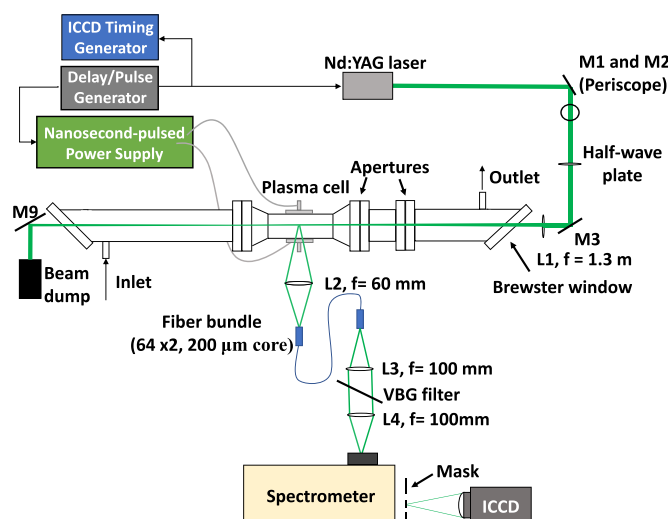 ICCD Timing
Generator
Delay/Pulse
Generator
Nanosecond-pulsed
Power Supply
Nd:YAG laser
M1 and M2
(Periscope)
Half-wave
plate
Apertures
Plasma cell
Outlet
M9
M3
L1, f = 1.3 m
Brewster window
Beam
dump
Inlet
L2, f= 60 mm
Fiber bundle
(64 x2, 200 μm core)
L3, f= 100 mm
VBG filter
L4, f= 100mm
Mask
Spectrometer
ICCD